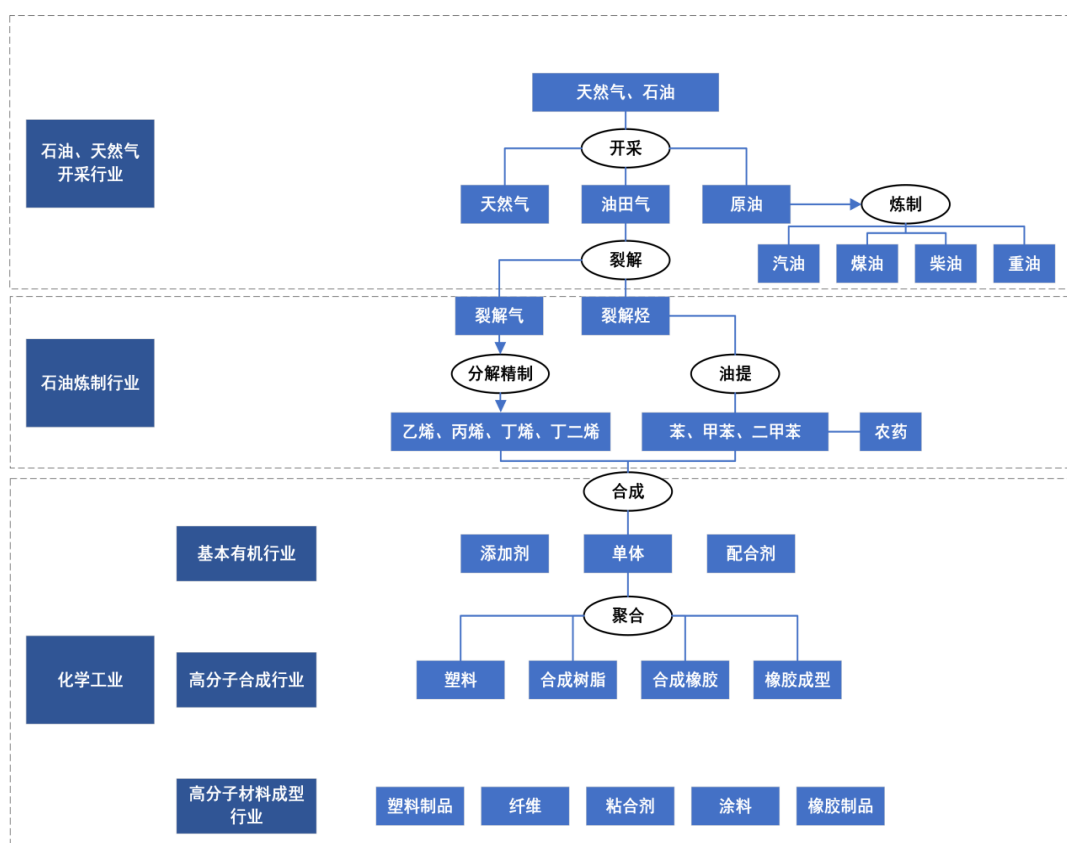 天然气、石油
石油、天然气
开采行业
开采
天然气
油田气
原油
炼制
裂解
汽油
煤油
柴油
重油
裂解气
裂解烃
石油炼制行业
分解精制
油提
乙烯、丙烯、丁烯、丁二烯
苯、甲苯、二甲苯
农药
合成
基本有机行业
添加剂
单体
配合剂
聚合
化学工业
高分子合成行业
塑料
合成树脂
合成橡胶
橡胶成型
高分子材料成型
行业
塑料制品
纤维
粘合剂
涂料
橡胶制品